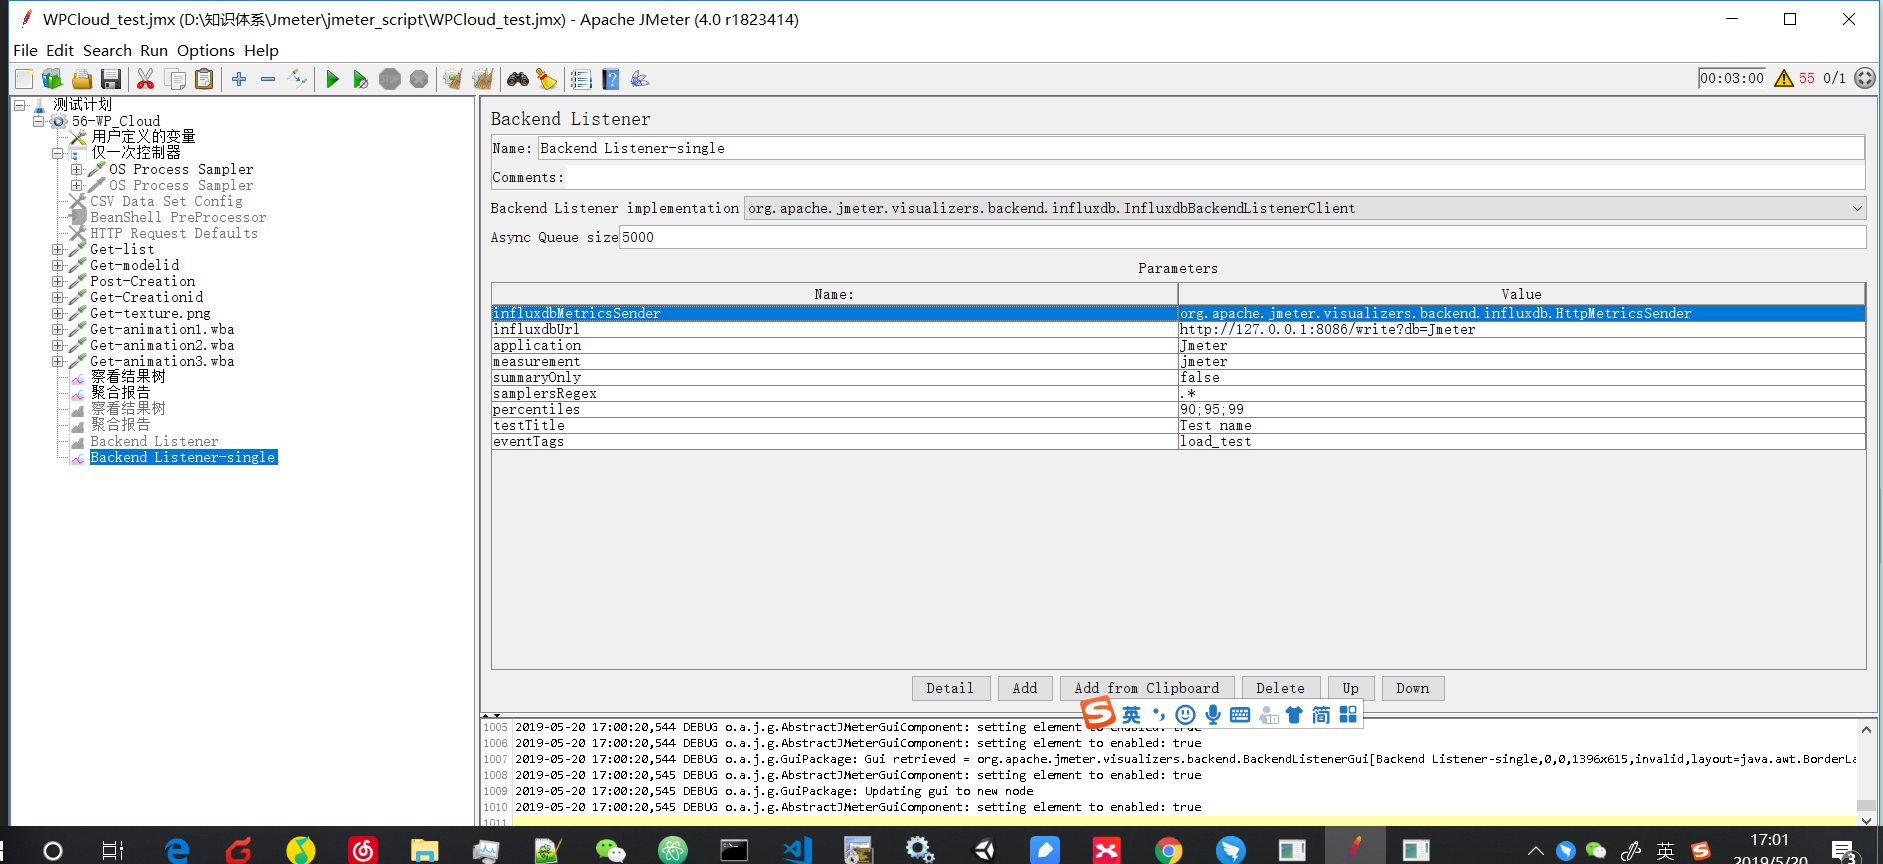 WPCloud_test.jmx (D:\知识体系\Jmeter\jmeter_script\WPCloud_test.jmx) - Apache JMeter (4.0 r1823414)
File Edit Search Run Options Help
00:03:00 55 0/1
测试计划
56-WP_Cloud
用户定义的变量
仅一次控制器
OS Process Sampler
OS Process Sampler
CSV Data Set Config
BeanShell PreProcessor
HTTP Request Defaults
Get-list
Get-modelid
Post-Creation
Get-Creationid
Get-texture.png
Get-animation1.wba
Get-animation2.wba
Get-animation3.wba
察看结果树
聚合报告
察看结果树
聚合报告
Backend Listener
Backend Listener-single
Backend Listener
Name: Backend Listener-single
Comments:
Backend Listener implementation org.apache.jmeter.visualizers.backend.influxdb.InfluxdbBackendListenerClient
Async Queue size 5000
Parameters
Name: Value
influxdbMetricsSender org.apache.jmeter.visualizers.backend.influxdb.HttpMetricsSender
influxdbUrl http://127.0.0.1:8086/write?db=Jmeter
application Jmeter
measurement jmeter
summaryOnly false
samplersRegex .*
percentiles 90;95;99
testTitle Test name
eventTags load_test
Detail Add Add from Clipboard Delete Up Down
英 简
1005 2019-05-20 17:00:20,544 DEBUG o.a.j.g.AbstractJMeterGuiComponent: setting element to enabled: true
1006 2019-05-20 17:00:20,544 DEBUG o.a.j.g.AbstractJMeterGuiComponent: setting element to enabled: true
1007 2019-05-20 17:00:20,544 DEBUG o.a.j.g.GuiPackage: Gui retrieved = org.apache.jmeter.visualizers.backend.BackendListenerGui[Backend Listener-single,0,0,1396x615,invalid,layout=java.awt.BorderLa
1008 2019-05-20 17:00:20,545 DEBUG o.a.j.g.AbstractJMeterGuiComponent: setting element to enabled: true
1009 2019-05-20 17:00:20,545 DEBUG o.a.j.g.GuiPackage: Updating gui to new node
1010 2019-05-20 17:00:20,545 DEBUG o.a.j.g.AbstractJMeterGuiComponent: setting element to enabled: true
1011
英 17:01
2019/5/20 3